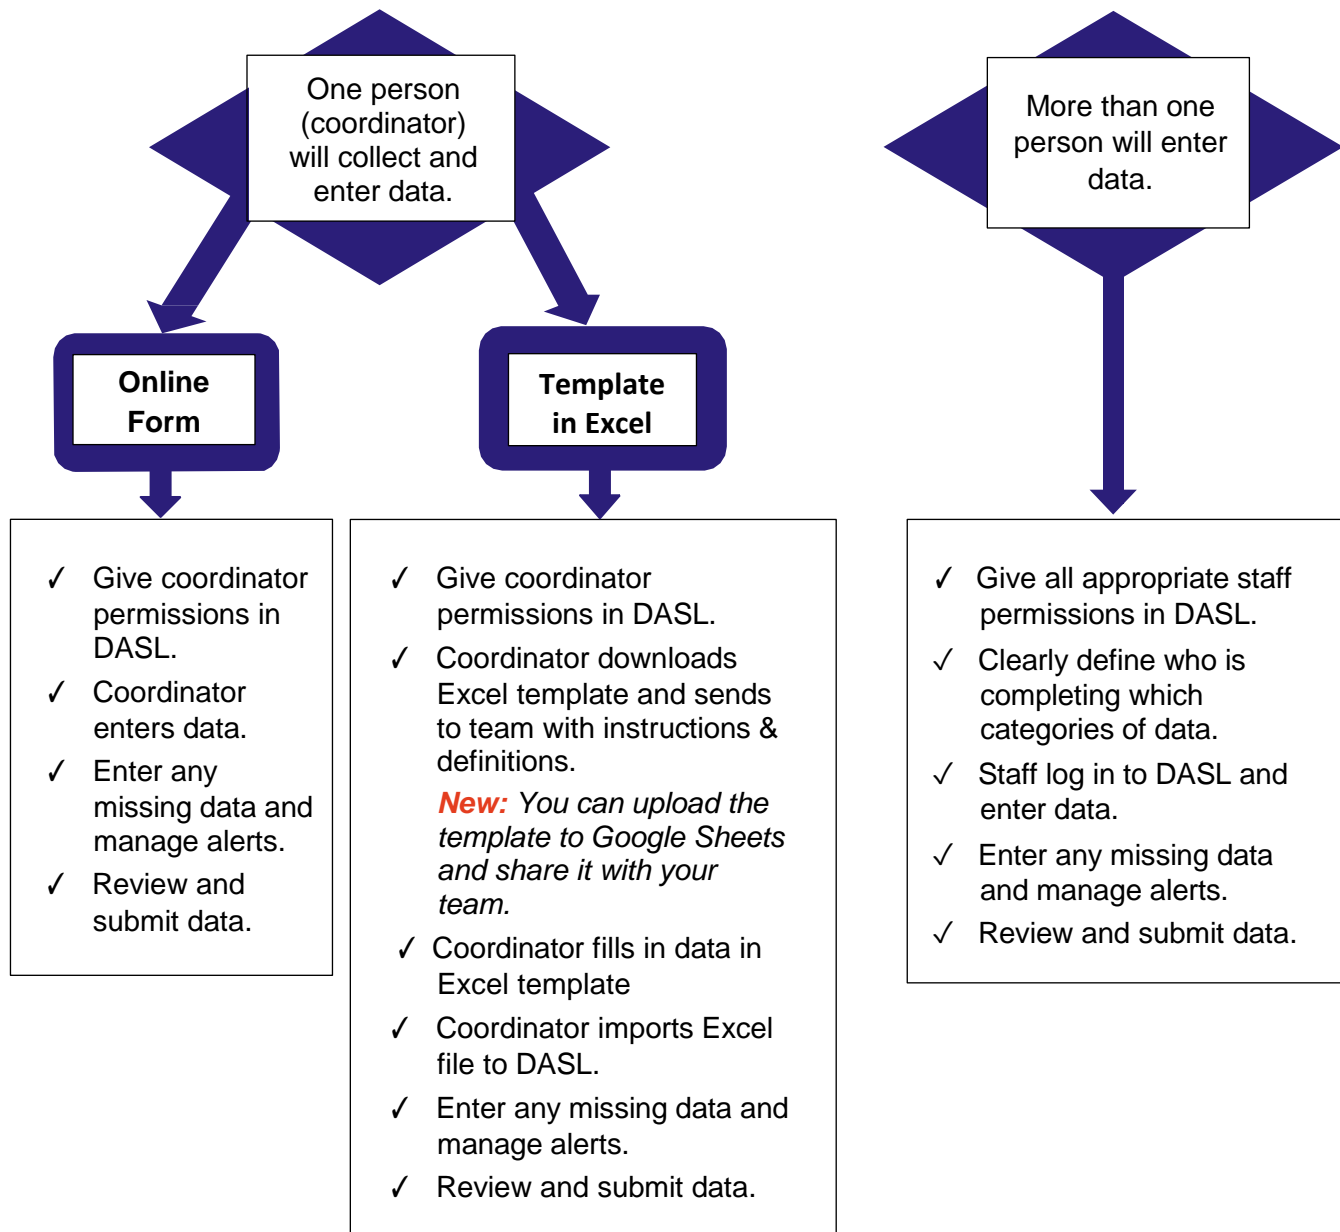 One person
(coordinator)
will collect and
enter data.
More than one
person will enter
data.
Online
Form
Template
in Excel
✓ Give coordinator
permissions in
DASL.
✓ Coordinator
enters data.
✓ Enter any
missing data and
manage alerts.
✓ Review and
submit data.
✓ Give coordinator
permissions in DASL.
✓ Coordinator downloads
Excel template and sends
to team with instructions &
definitions.
New: You can upload the
template to Google Sheets
and share it with your
team.
✓ Coordinator fills in data in
Excel template
✓ Coordinator imports Excel
file to DASL.
✓ Enter any missing data and
manage alerts.
✓ Review and submit data.
✓ Give all appropriate staff
permissions in DASL.
✓ Clearly define who is
completing which
categories of data.
✓ Staff log in to DASL and
enter data.
✓ Enter any missing data
and manage alerts.
✓ Review and submit data.